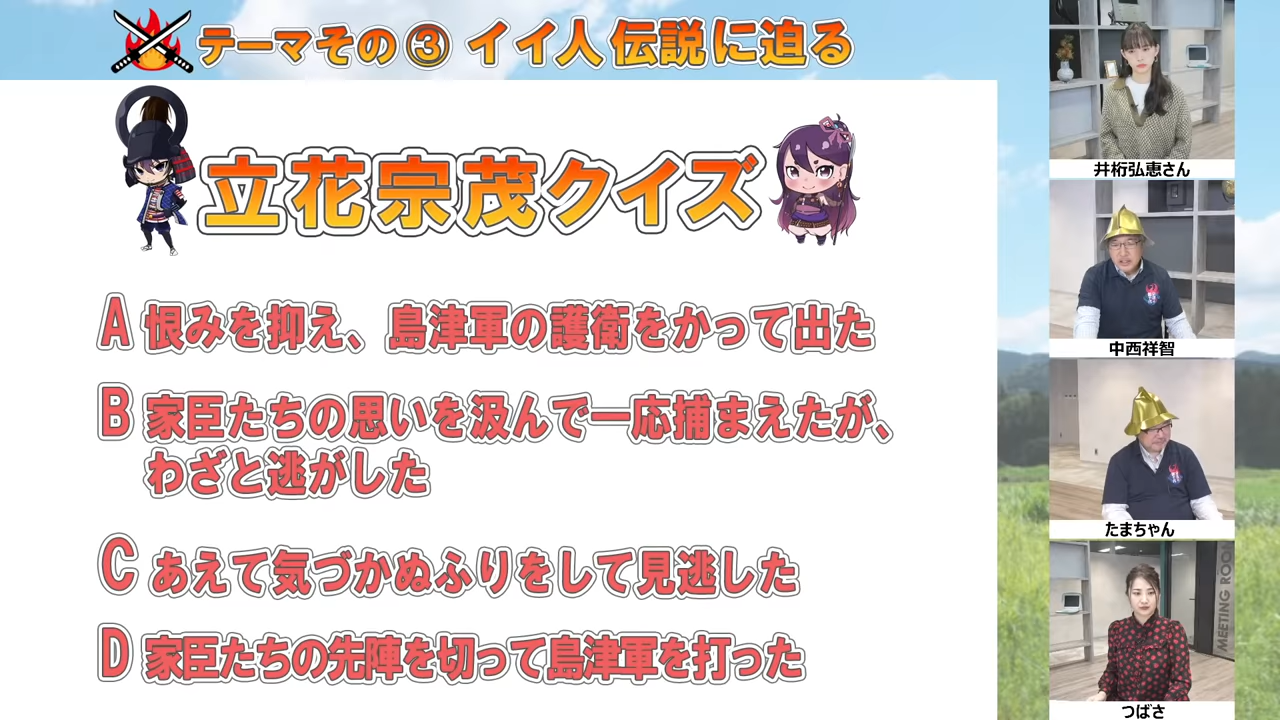 テーマその③ イイ人伝説に迫る
立花宗茂クイズ
A 恨みを抑え、島津軍の護衛をかって出た
B 家臣たちの思いを汲んで一応捕まえたが、
わざと逃がした
C あえて気づかぬふりをして見逃した
D 家臣たちの先陣を切って島津軍を打った
井桁弘恵さん
中西祥智
たまちゃん
MEETING ROOM
つばさ